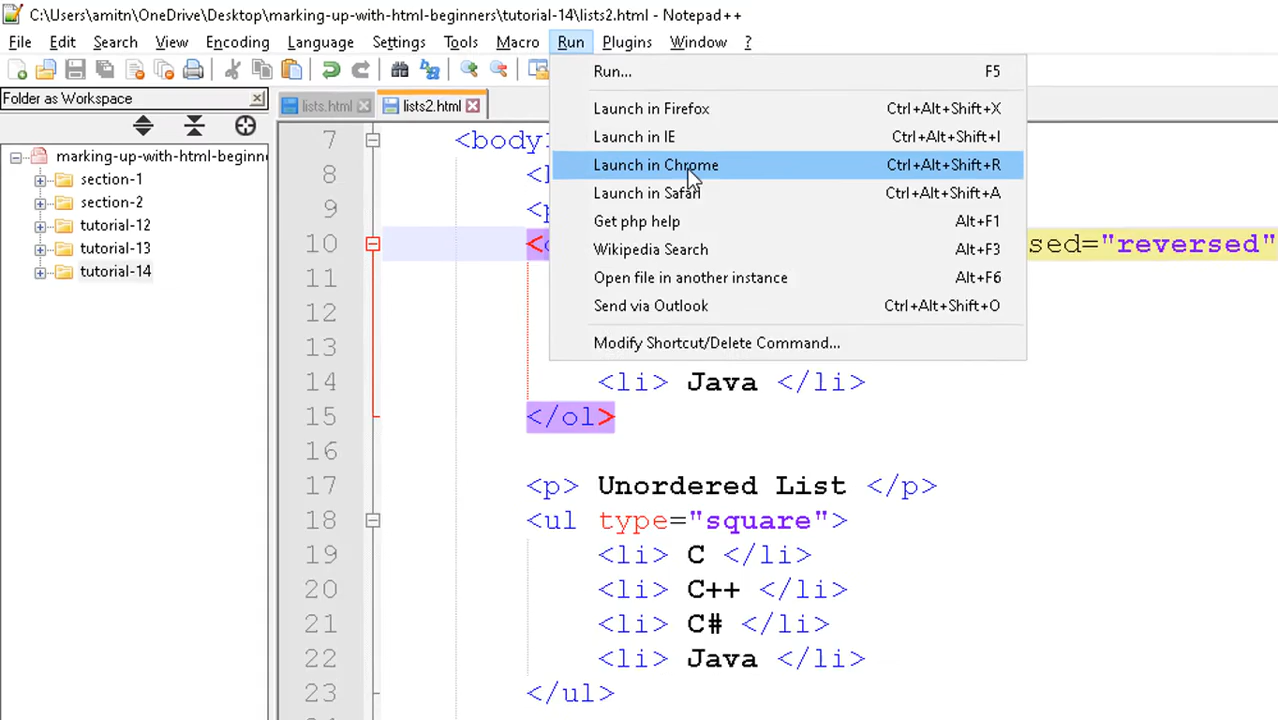 C:\Users\amitn\OneDrive\Desktop\marking-up-with-html-beginners\tutorial-14\lists2.html - Notepad++
File Edit Search View Encoding Language Settings Tools Macro Run Plugins Window ?
Folder as Workspace
lists.html lists2.html
marking-up-with-html-beginn
section-1
section-2
tutorial-12
tutorial-13
tutorial-14
Run... F5
Launch in Firefox Ctrl+Alt+Shift+X
Launch in IE Ctrl+Alt+Shift+I
Launch in Chrome Ctrl+Alt+Shift+R
Launch in Safari Ctrl+Alt+Shift+A
Get php help Alt+F1
Wikipedia Search Alt+F3
Open file in another instance Alt+F6
Send via Outlook Ctrl+Alt+Shift+O
Modify Shortcut/Delete Command...
7 <body
8 <
9 <p
10 <o sed="reversed"
11
12
13
14 <li> Java </li>
15 </ol>
16
17 <p> Unordered List </p>
18 <ul type="square">
19 <li> C </li>
20 <li> C++ </li>
21 <li> C# </li>
22 <li> Java </li>
23 </ul>